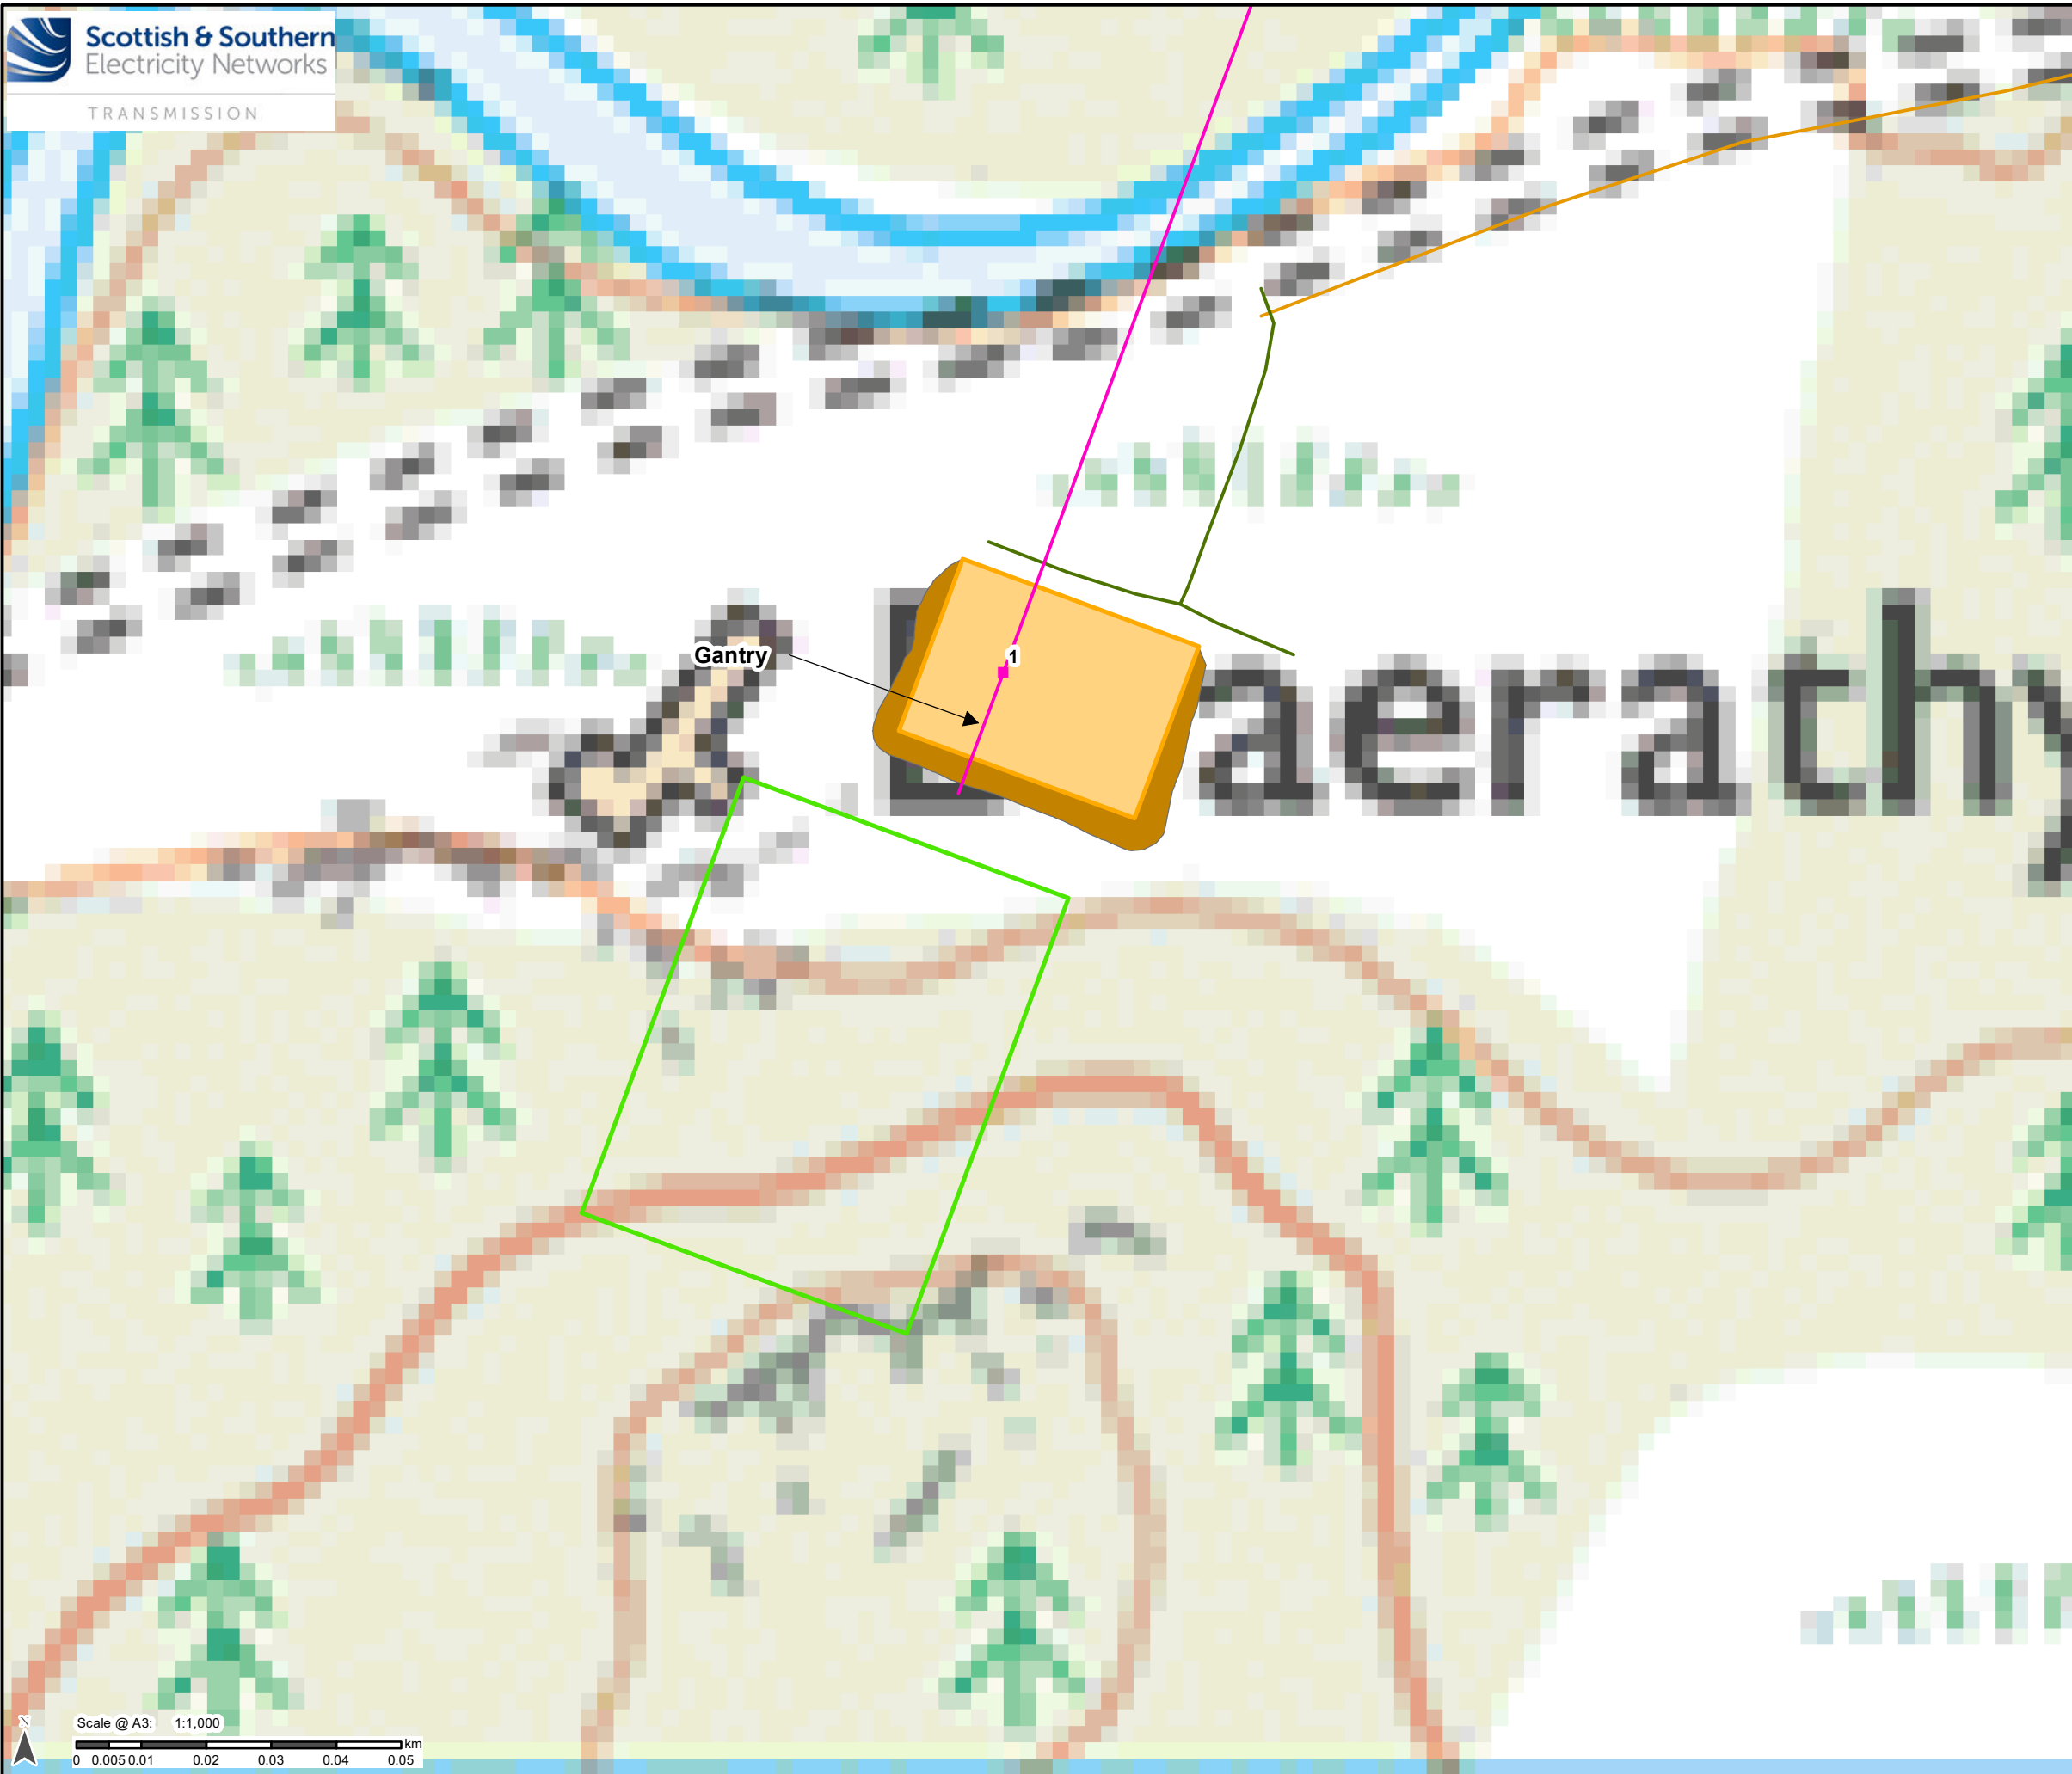 Scottish & Southern
Electricity Networks
TRANSMISSION
Gantry
1
Scale @ A3: 1:1,000
N
km
0 0.005 0.01 0.02 0.03 0.04 0.05